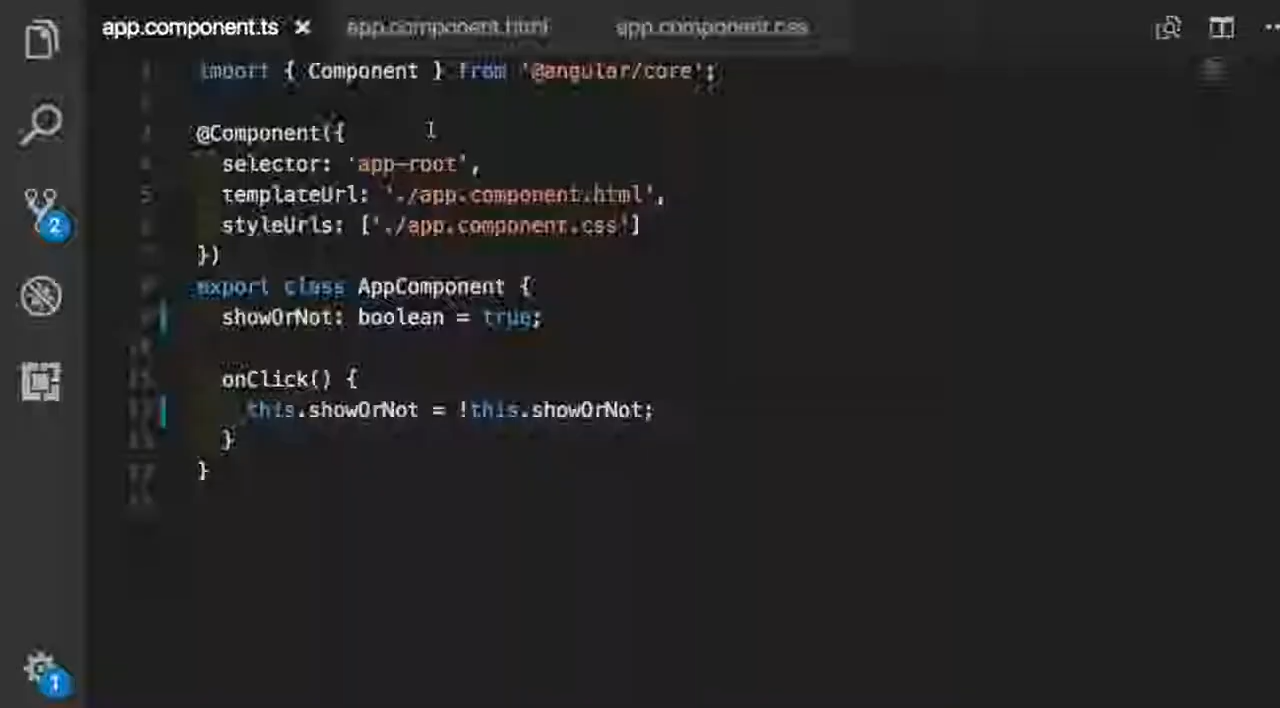 app.component.ts app.component.html app.component.css
import { Component } from '@angular/core';
@Component({
selector: 'app-root',
templateUrl: './app.component.html',
styleUrls: ['./app.component.css']
})
export class AppComponent {
showOrNot: boolean = true;
onClick() {
this.showOrNot = !this.showOrNot;
}
}
2
1